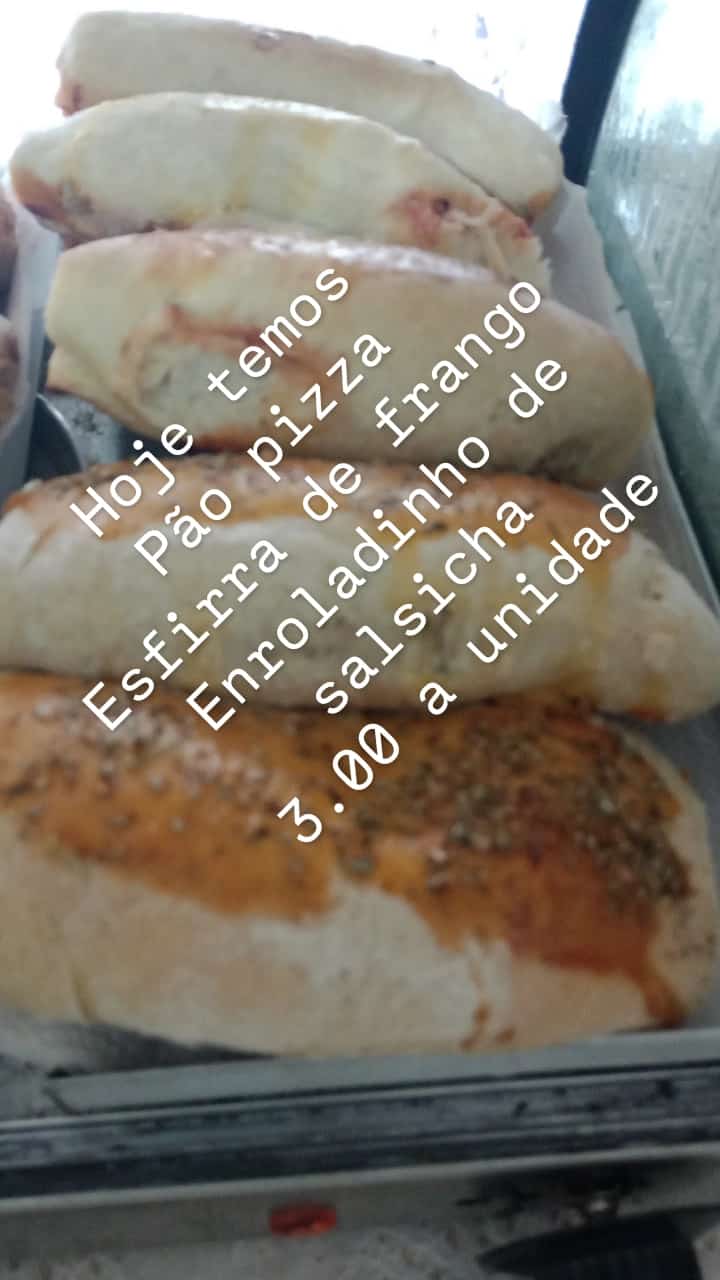 Hoje temos
Pão pizza
Esfirra de frango
Enroladinho de
salsicha
3.00 a unidade